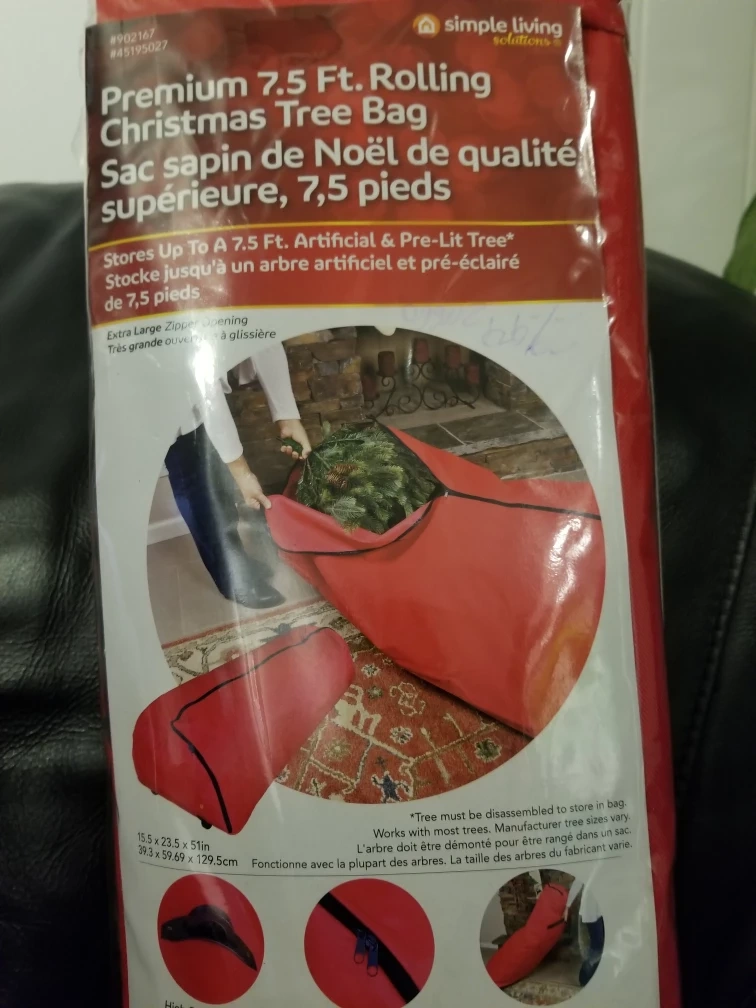 #902167
#45195027
simple living
solutions
Premium 7.5 Ft. Rolling
Christmas Tree Bag
Sac sapin de Noël de qualité
supérieure, 7,5 pieds
Stores Up To A 7.5 Ft. Artificial & Pre-Lit Tree*
Stocke jusqu'à un arbre artificiel et pré-éclairé
de 7,5 pieds
Extra Large Zipper Opening
Très grande à glissière
*Tree must be disassembled to store in bag.
Works with most trees. Manufacturer tree sizes vary.
L'arbre doit être démonté pour être rangé dans un sac.
Fonctionne avec la plupart des arbres. La taille des arbres du fabricant varie.
15.5 x 23.5 x 51in
39.3 x 59.69 x 129.5cm